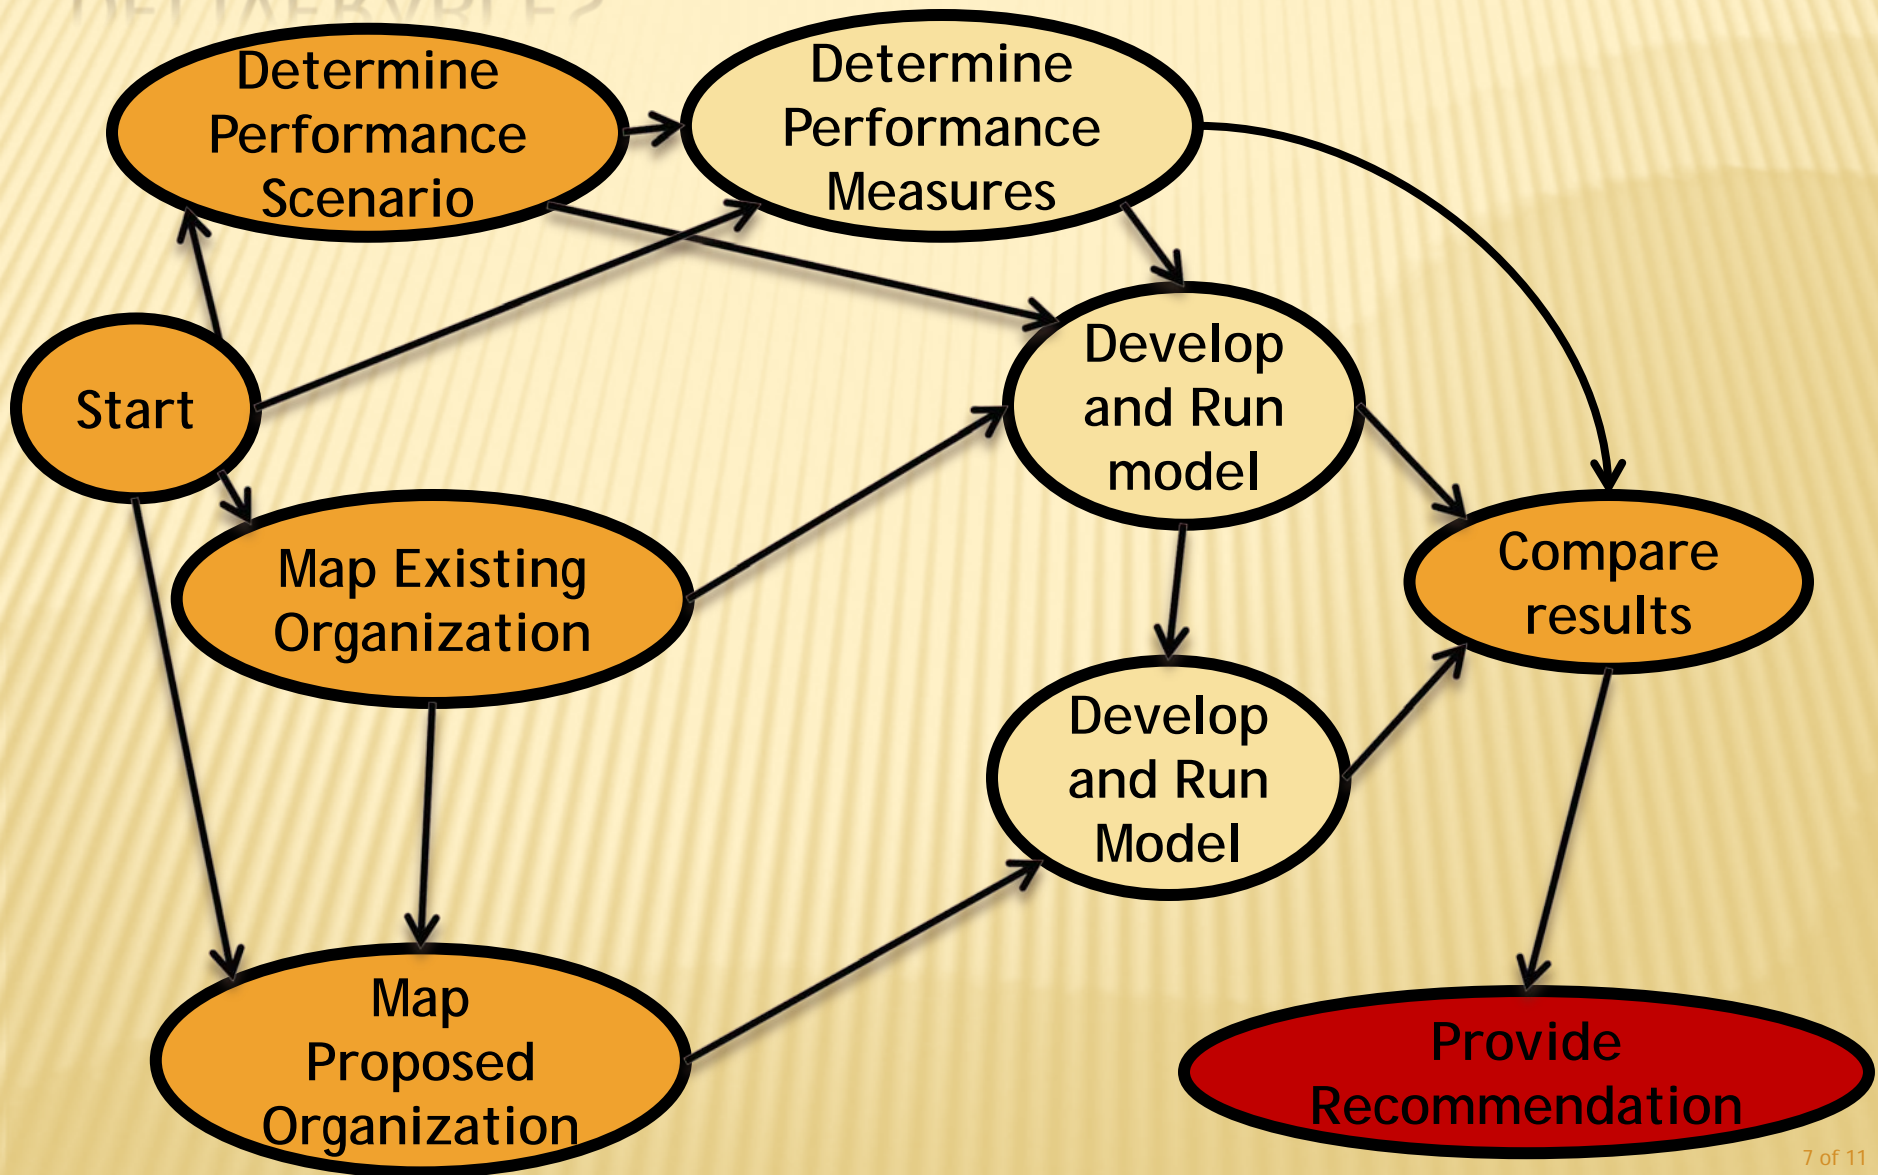 Determine
Performance
Scenario
Determine
Performance
Measures
Start
Develop
and Run
model
Map Existing
Organization
Compare
results
Develop
and Run
Model
Map
Proposed
Organization
Provide
Recommendation
7 of 11